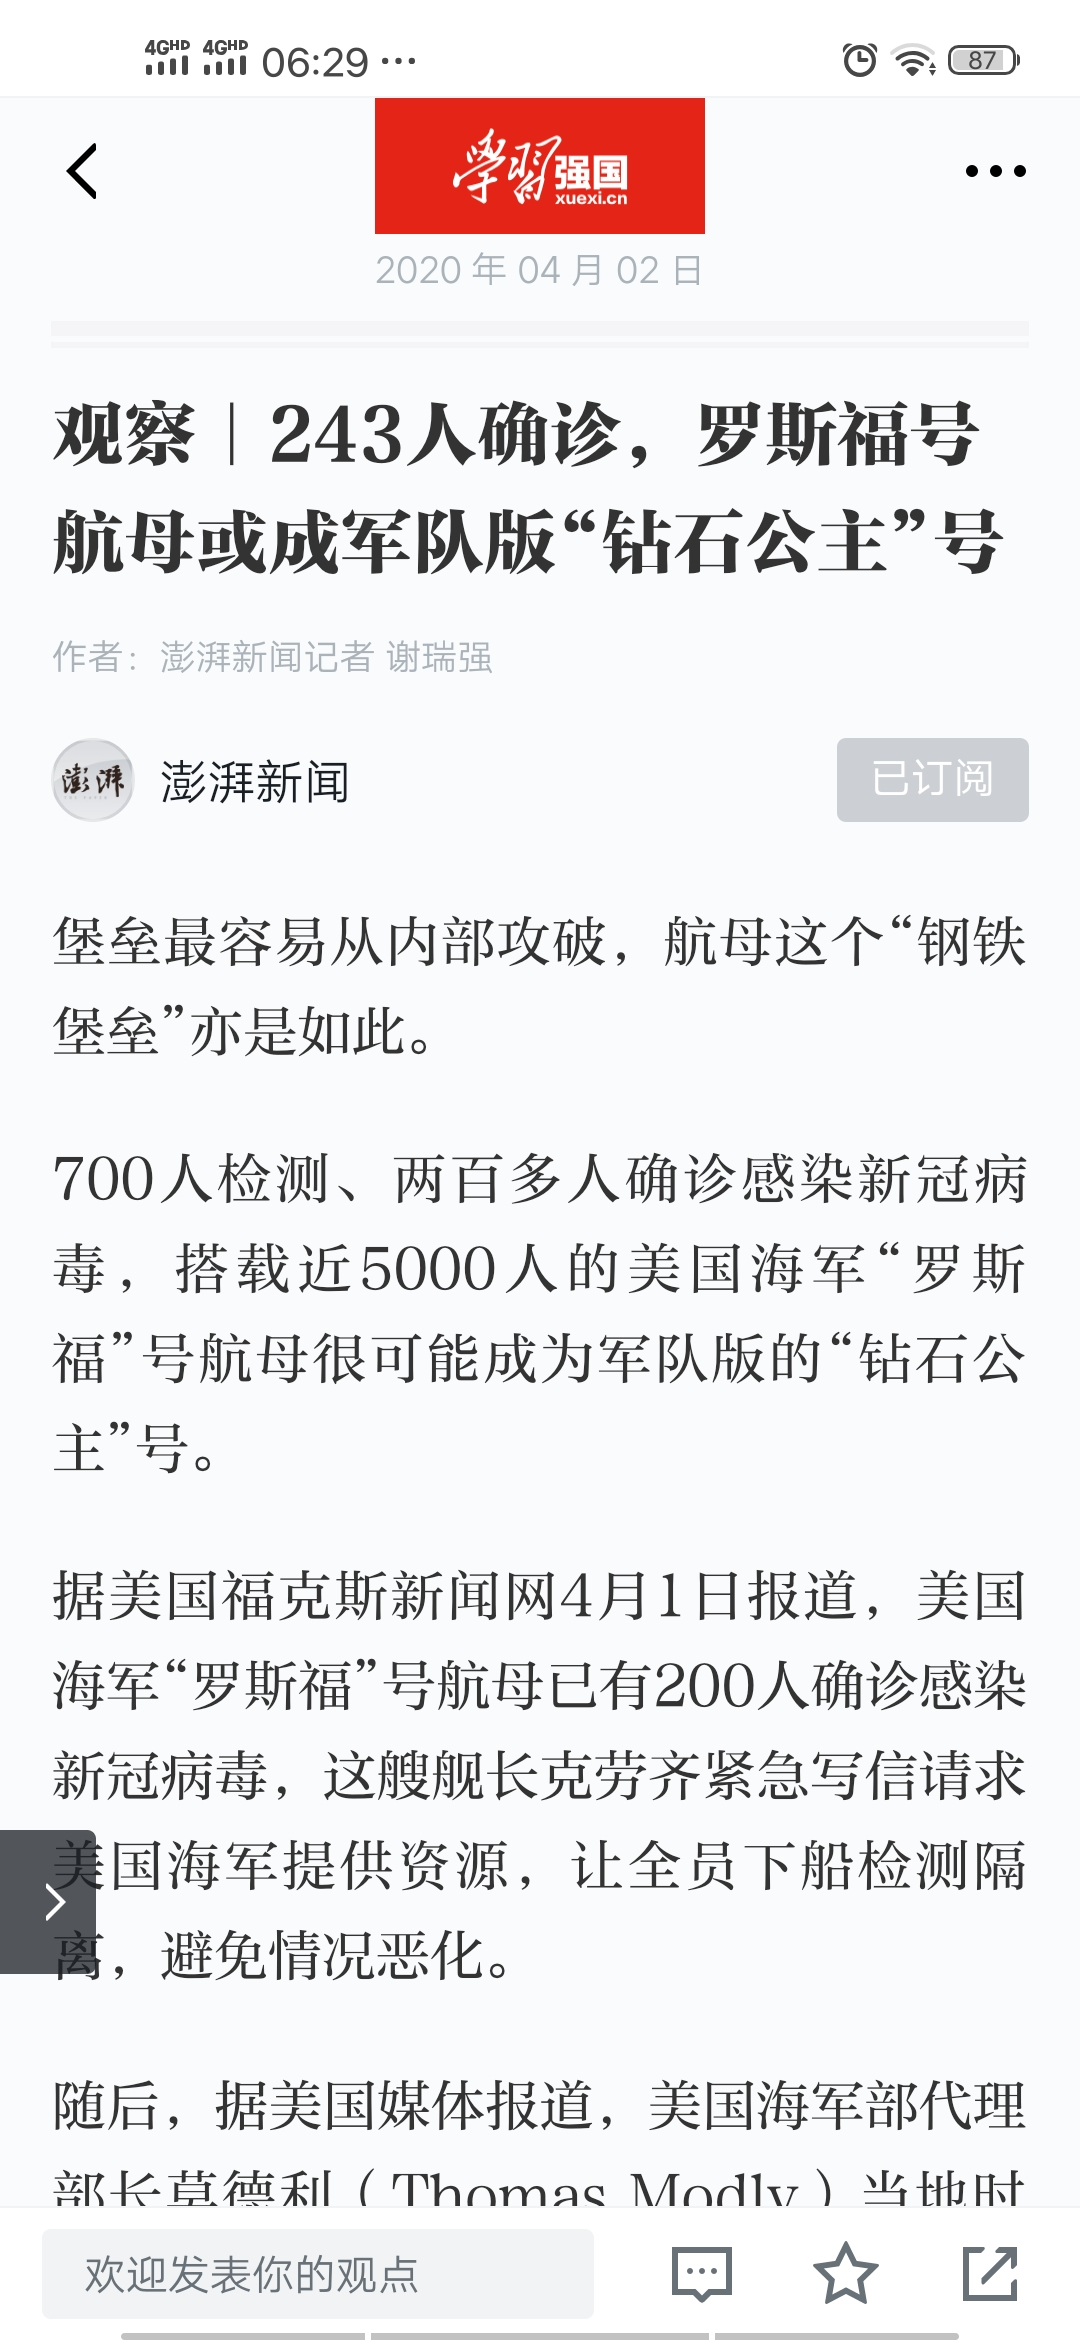 4GHD 4GHD 06:29 ··· 87
學習强国
xuexi.cn
2020 年 04 月 02 日
观察｜243人确诊，罗斯福号
航母或成军队版“钻石公主”号
作者：澎湃新闻记者 谢瑞强
澎湃 澎湃新闻 已订阅
堡垒最容易从内部攻破，航母这个“钢铁
堡垒”亦是如此。
700人检测、两百多人确诊感染新冠病
毒，搭载近5000人的美国海军“罗斯
福”号航母很可能成为军队版的“钻石公
主”号。
据美国福克斯新闻网4月1日报道，美国
海军“罗斯福”号航母已有200人确诊感染
新冠病毒，这艘舰长克劳齐紧急写信请求
美国海军提供资源，让全员下船检测隔
离，避免情况恶化。
随后，据美国媒体报道，美国海军部代理
部长莫德利（Thomas Modly）当地时
欢迎发表你的观点